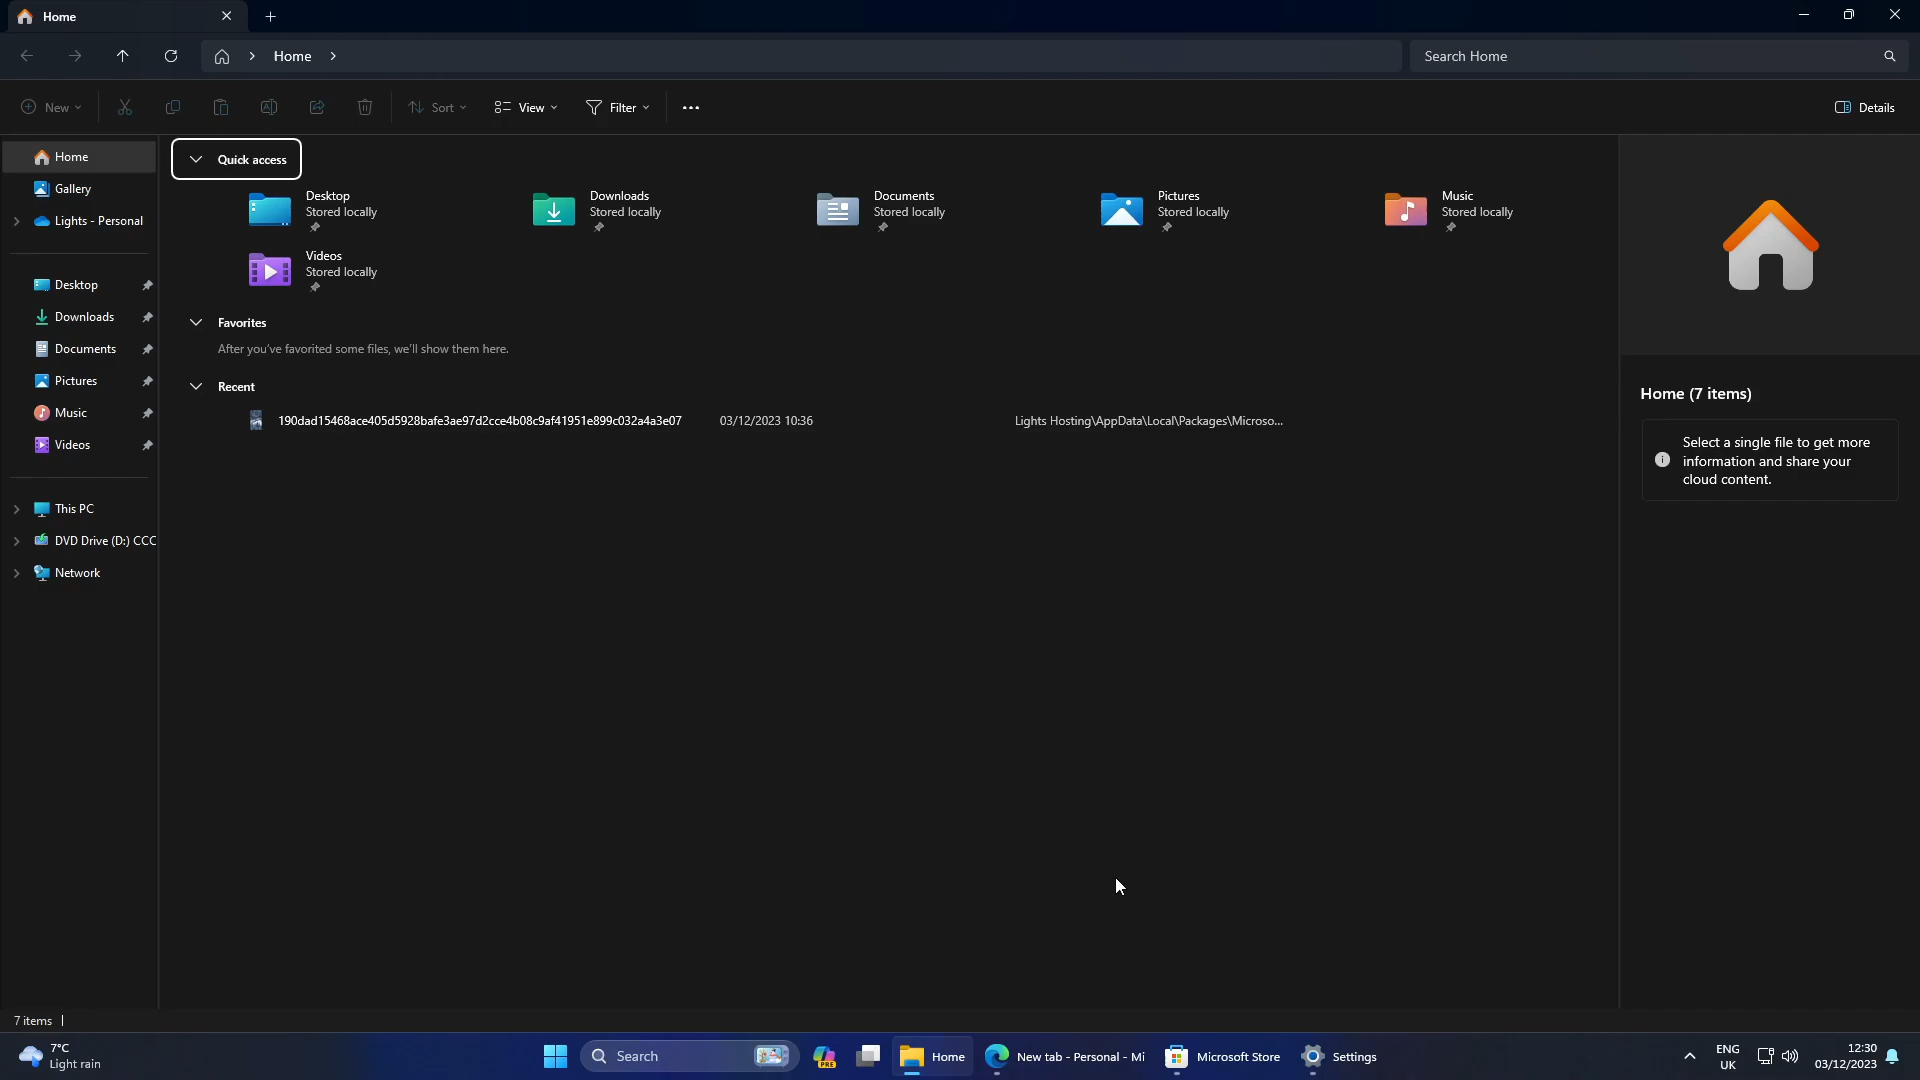 Home
Home
Search Home
New
Sort
View
Filter
Details
Home
Gallery
Lights - Personal
Desktop
Downloads
Documents
Pictures
Music
Videos
This PC
DVD Drive (D:) CCC
Network
Quick access
Desktop
Stored locally
Downloads
Stored locally
Documents
Stored locally
Pictures
Stored locally
Music
Stored locally
Videos
Stored locally
Favorites
After you've favorited some files, we'll show them here.
Recent
190dad15468ace405d5928bafe3ae97d2cce4b08c9af41951e899c032a4a3e07 03/12/2023 10:36 Lights Hosting\AppData\Local\Packages\Microso...
Home (7 items)
Select a single file to get more
information and share your
cloud content.
7 items
7°C
Light rain
Search
PRE
Home
New tab - Personal - Mi
Microsoft Store
Settings
ENG
UK
12:30
03/12/2023